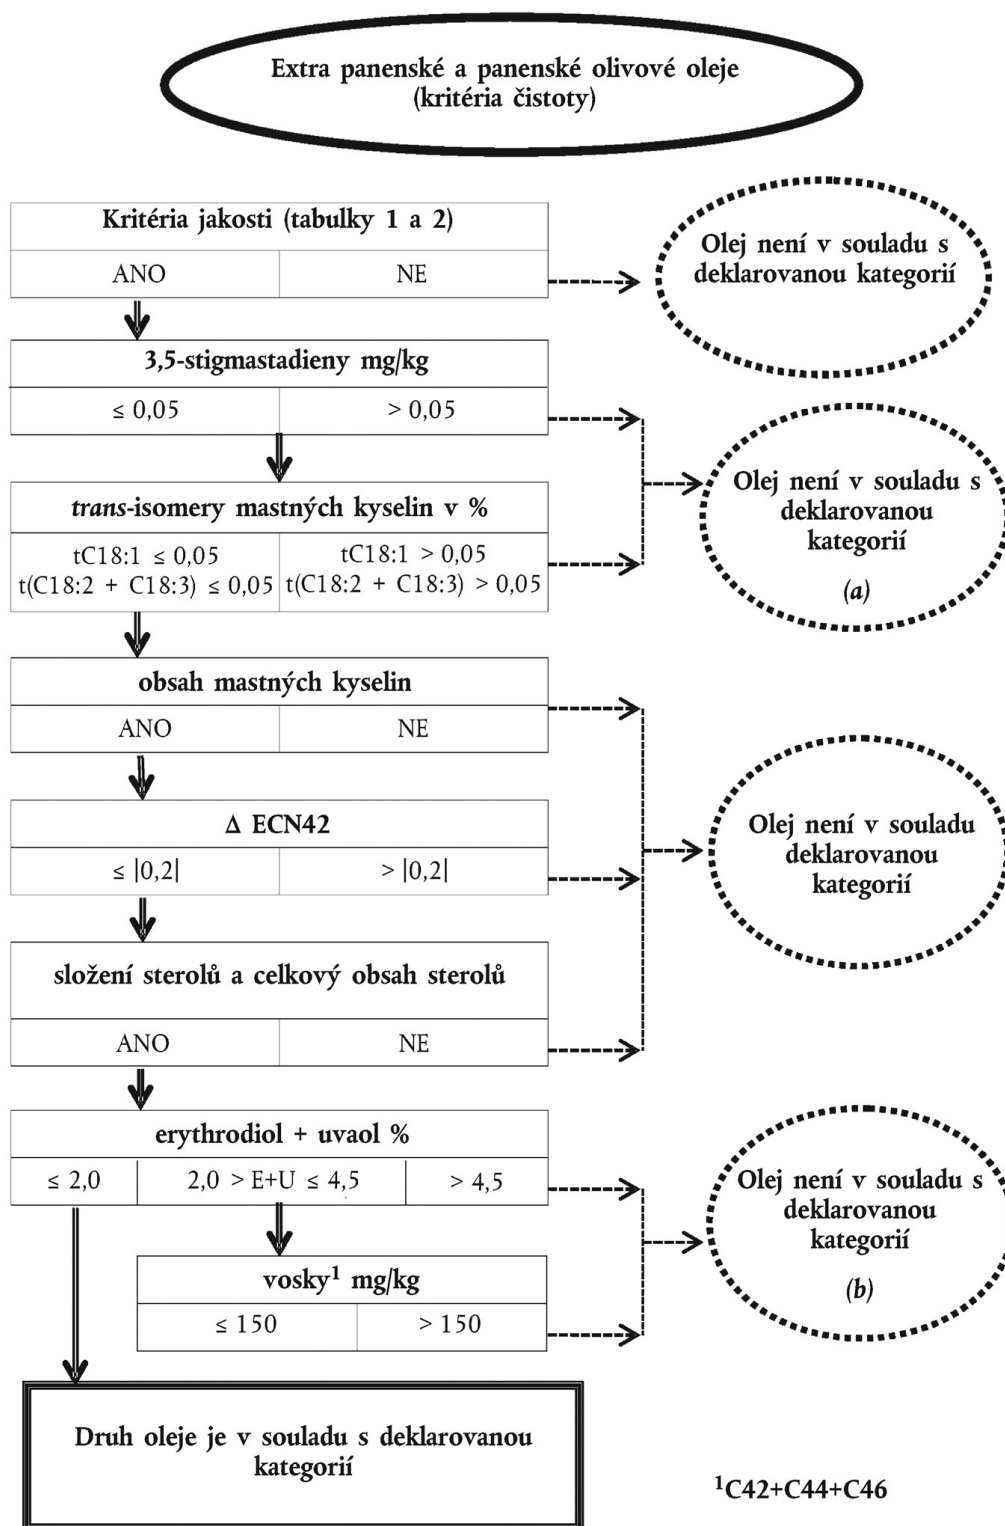 Extra panenské a panenské olivové oleje
(kritéria čistoty)
Kritéria jakosti (tabulky 1 a 2)
ANO NE
Olej není v souladu s
deklarovanou kategorií
3,5-stigmastadieny mg/kg
≤ 0,05 > 0,05
Olej není v souladu s
deklarovanou
kategorií
(a)
trans-isomery mastných kyselin v %
tC18:1 ≤ 0,05 tC18:1 > 0,05
t(C18:2 + C18:3) ≤ 0,05 t(C18:2 + C18:3) > 0,05
obsah mastných kyselin
ANO NE
Δ ECN42
≤ |0,2| > |0,2|
Olej není v souladu
deklarovanou
kategorií
složení sterolů a celkový obsah sterolů
ANO NE
erythrodiol + uvaol %
≤ 2,0 2,0 > E+U ≤ 4,5 > 4,5
Olej není v souladu s
deklarovanou
kategorií
(b)
vosky¹ mg/kg
≤ 150 > 150
Druh oleje je v souladu s deklarovanou
kategorií
¹C42+C44+C46